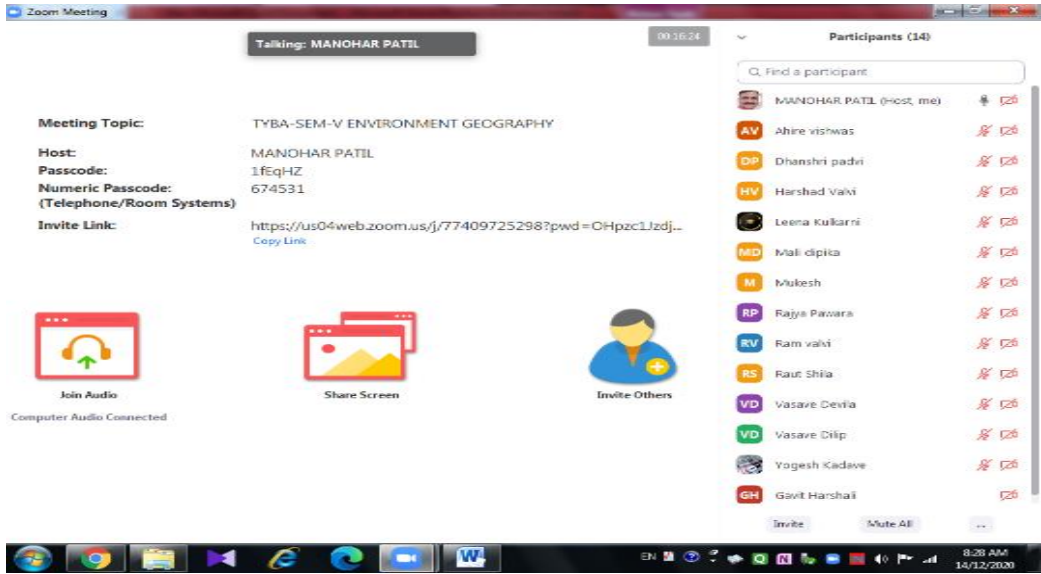 Zoom Meeting
Talking: MANOHAR PATIL
00:16:24
Participants (14)
Find a participant
Meeting Topic: TYBA-SEM-V ENVIRONMENT GEOGRAPHY
Host: MANOHAR PATIL
Passcode: 1fEqHZ
Numeric Passcode: 674531
(Telephone/Room Systems)
Invite Link: https://us04web.zoom.us/j/77409725298?pwd=OHpzc1Jzdj...
Copy Link
Join Audio
Computer Audio Connected
Share Screen
Invite Others
MANOHAR PATIL (Host, me)
AV Ahire vishwas
DP Dhanshri padvi
HV Harshad Valvi
Leena Kulkarni
MD Mali dipika
M Mukesh
RP Rajya Pawara
RV Ram valvi
RS Raut Shila
VD Vasave Devila
VD Vasave Dilip
Yogesh Kadave
GH Gavit Harshali
Invite
Mute All
...
EN
8:28 AM
14/12/2020